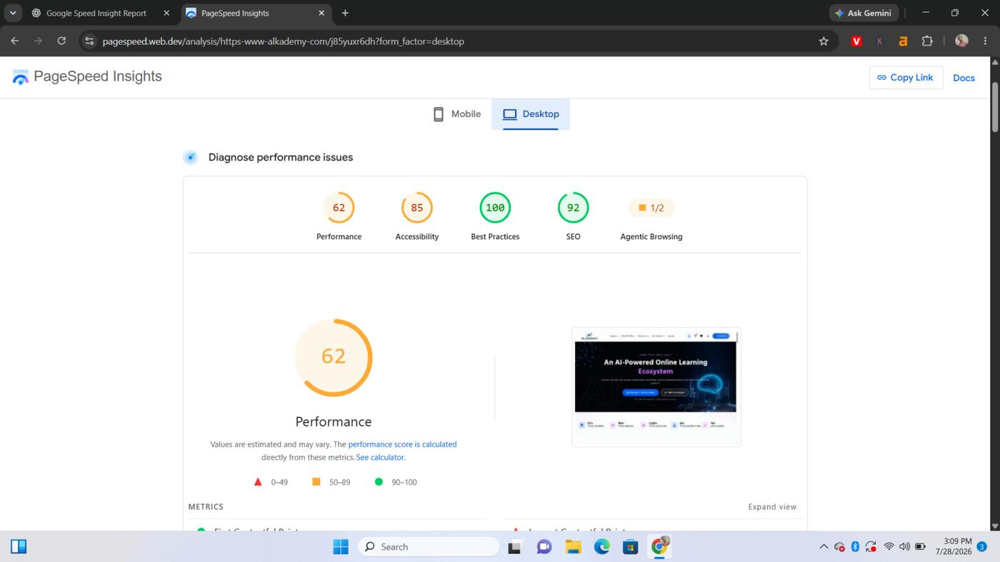 Google Speed Insight Report
PageSpeed Insights
Ask Gemini
pagespeed.web.dev/analysis/https-www-alkademy-com/j85yuxr6dh?form_factor=desktop
PageSpeed Insights
Copy Link
Docs
Mobile
Desktop
Diagnose performance issues
62
85
100
92
1/2
Performance
Accessibility
Best Practices
SEO
Agentic Browsing
62
An AI-Powered Online Learning
Ecosystem
Performance
Values are estimated and may vary. The performance score is calculated
directly from these metrics. See calculator.
0–49
50–89
90–100
METRICS
Expand view
Search
3:09 PM
7/28/2026
3